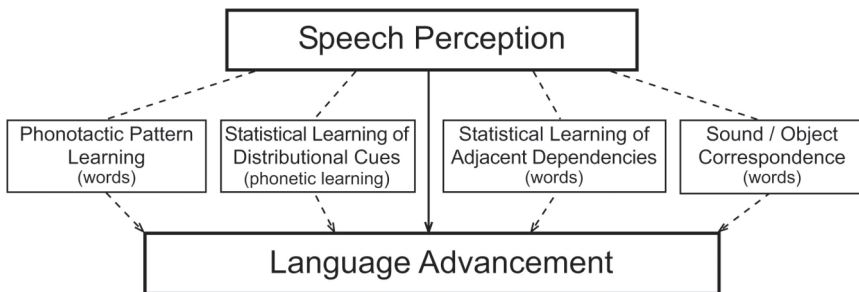 Speech Perception
Phonotactic Pattern
Learning
(words)
Statistical Learning of
Distributional Cues
(phonetic learning)
Statistical Learning of
Adjacent Dependencies
(words)
Sound / Object
Correspondence
(words)
Language Advancement